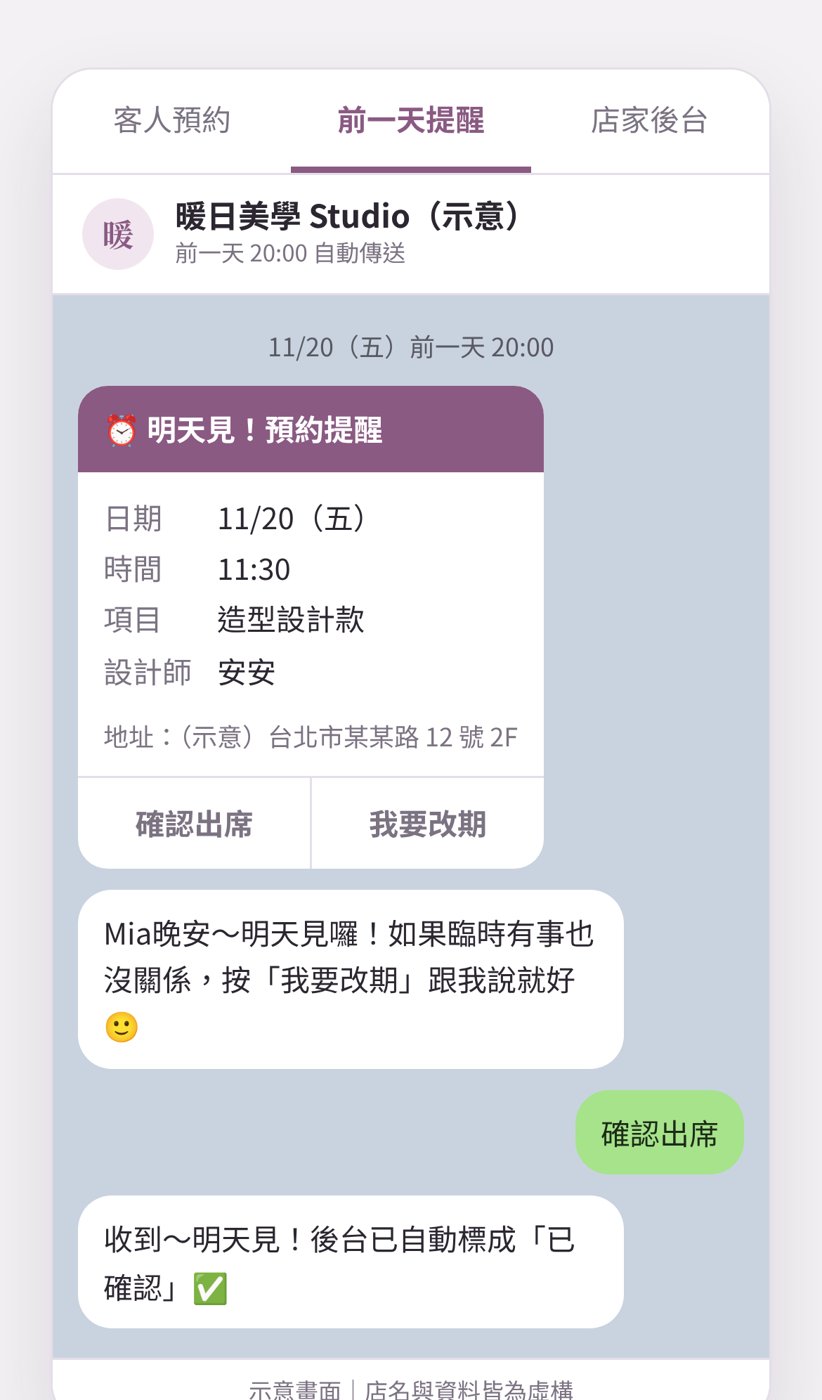 客人預約
前一天提醒
店家後台
暖
暖日美學 Studio（示意）
前一天 20:00 自動傳送
11/20（五）前一天 20:00
⏰ 明天見！預約提醒
日期 11/20（五）
時間 11:30
項目 造型設計款
設計師 安安
地址：（示意）台北市某某路 12 號 2F
確認出席
我要改期
Mia晚安～明天見囉！如果臨時有事也
沒關係，按「我要改期」跟我說就好
🙂
確認出席
收到～明天見！後台已自動標成「已
確認」✅
示意畫面｜店名與資料皆為虛構